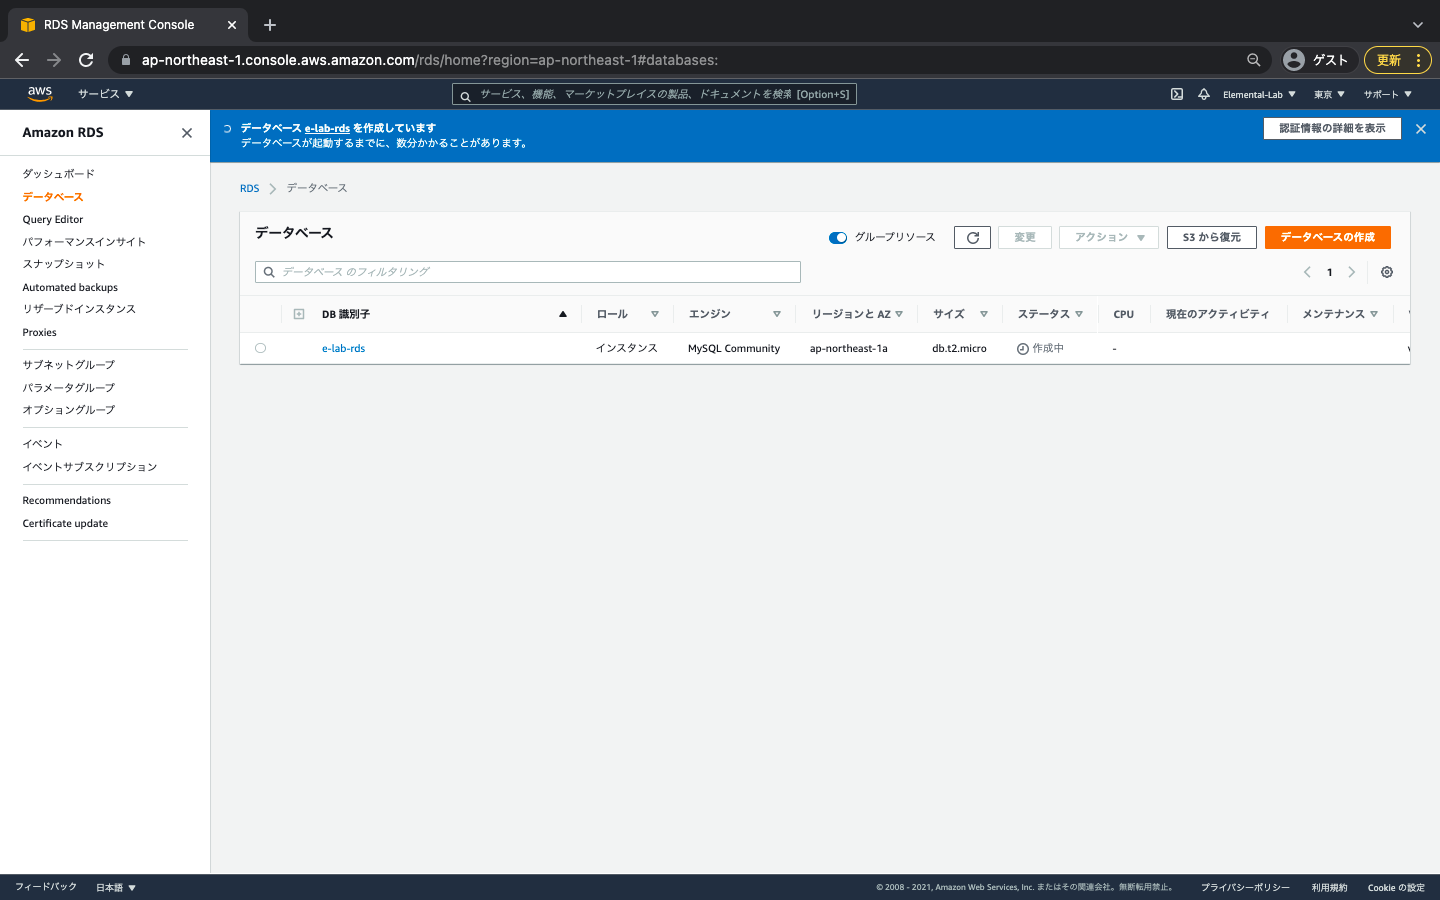 RDS Management Console
ap-northeast-1.console.aws.amazon.com/rds/home?region=ap-northeast-1#databases:
ゲスト
更新
aws
サービス
サービス、機能、マーケットプレイスの製品、ドキュメントを検索 [Option+S]
Elemental-Lab
東京
サポート
Amazon RDS
ダッシュボード
データベース
Query Editor
パフォーマンスインサイト
スナップショット
Automated backups
リザーブドインスタンス
Proxies
サブネットグループ
パラメータグループ
オプショングループ
イベント
イベントサブスクリプション
Recommendations
Certificate update
データベース e-lab-rds を作成しています
データベースが起動するまでに、数分かかることがあります。
認証情報の詳細を表示
RDS データベース
データベース
グループリソース
変更
アクション
S3 から復元
データベースの作成
データベース のフィルタリング
1
DB 識別子 ロール エンジン リージョンと AZ サイズ ステータス CPU 現在のアクティビティ メンテナンス
e-lab-rds インスタンス MySQL Community ap-northeast-1a db.t2.micro 作成中 -
フィードバック
日本語
© 2008 - 2021, Amazon Web Services, Inc. またはその関連会社。無断転用禁止。
プライバシーポリシー
利用規約
Cookie の設定